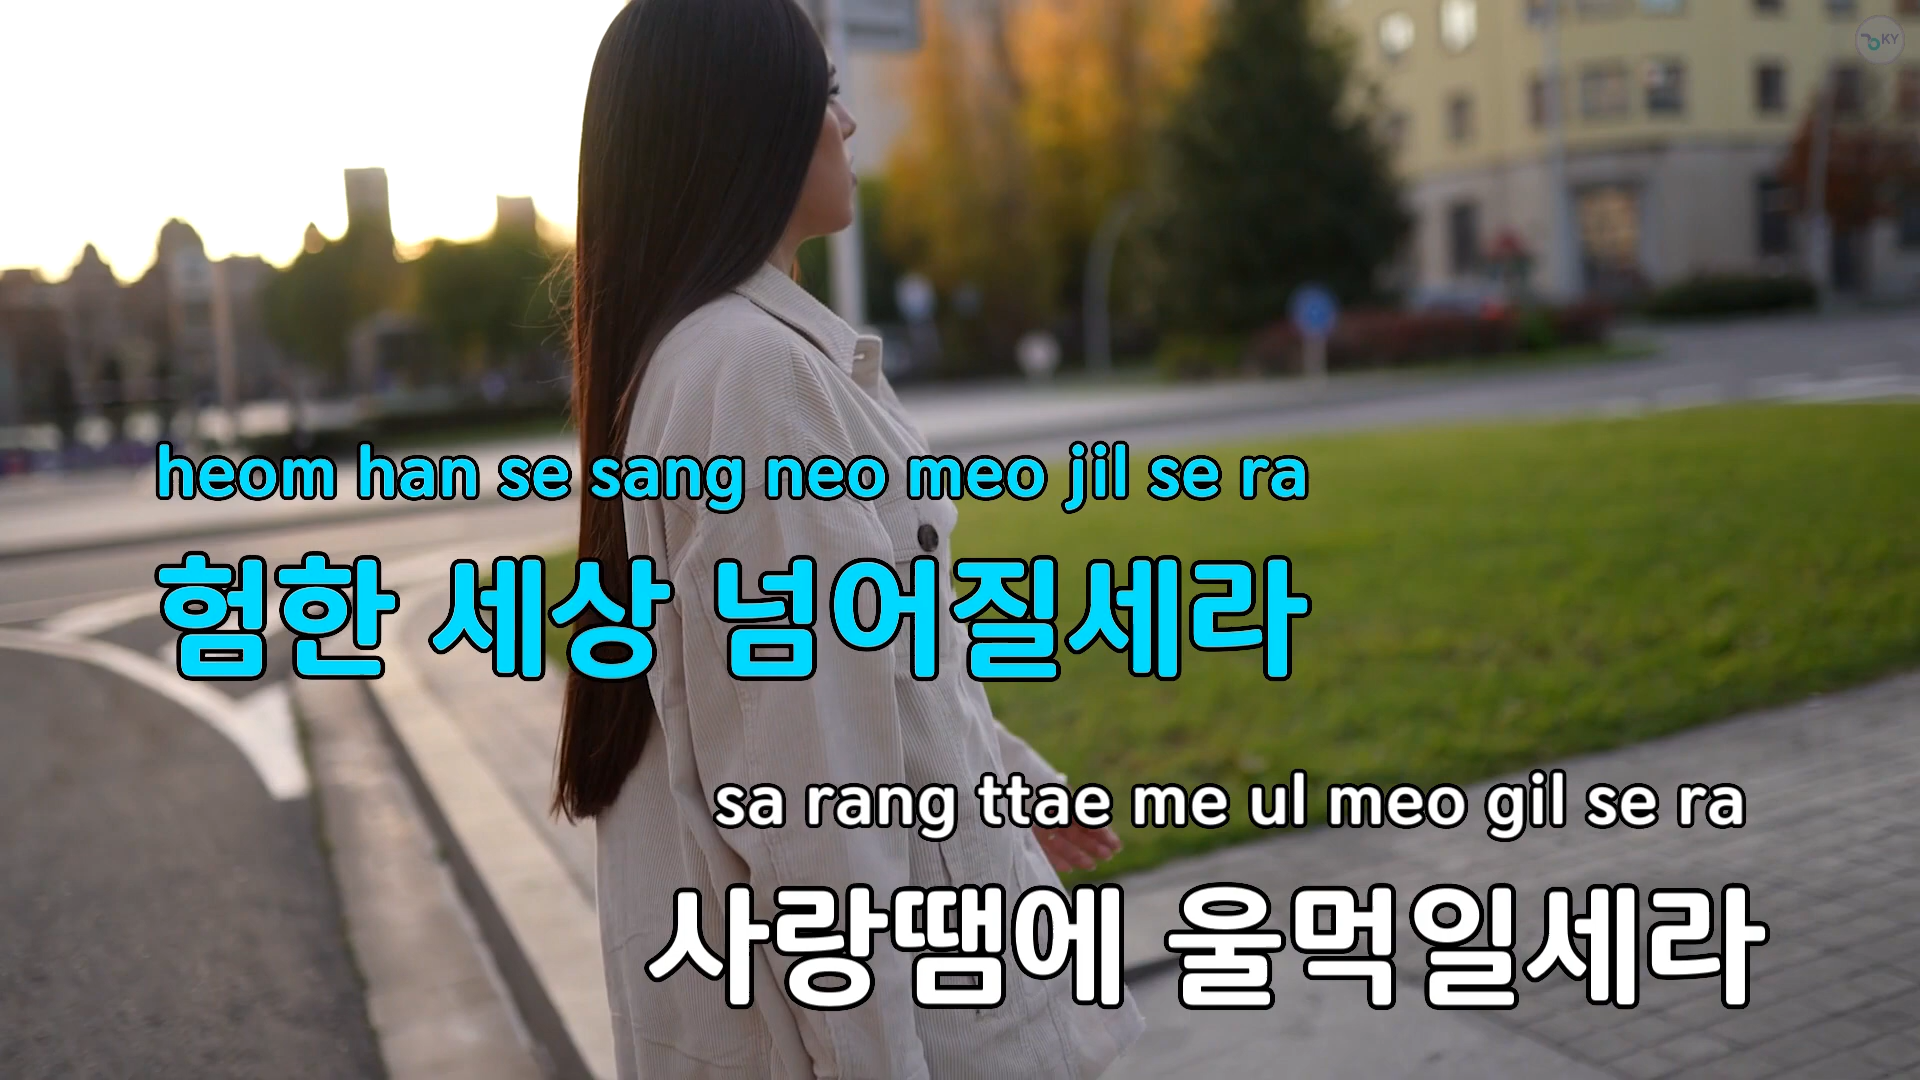 KY
heom han se sang neo meo jil se ra
험한 세상 넘어질세라
sa rang ttae me ul meo gil se ra
사랑땜에 울먹일세라